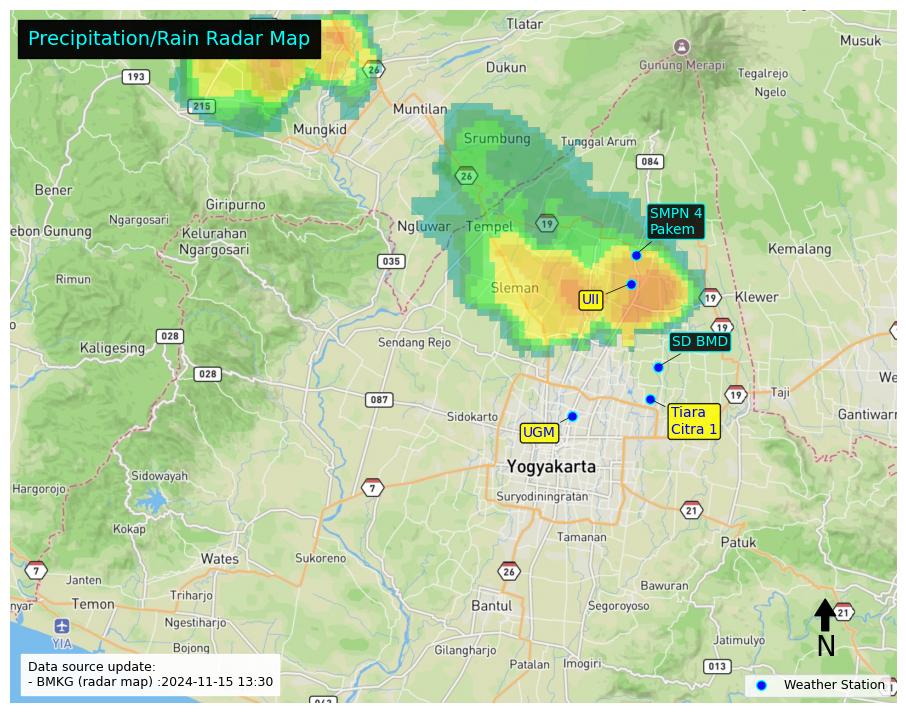 Precipitation/Rain Radar Map
Tlatar
Musuk
Dukun
Gunung Merapi
Tegalrejo
Ngelo
26
193
215
Muntilan
Mungkid
Srumbung
Tunggal Arum
084
26
Bener
Giripurno
Ngargosari
Kelurahan
Ngargosari
ebon Gunung
Ngluwar
Tempel
19
SMPN 4
Pakem
Kemalang
035
Rimun
Sleman
UII
19
Klewer
19
028
Kaligesing
Sendang Rejo
SD BMD
028
087
Sidokarto
19
Taji
We
Gantiwarn
Tiara
Citra 1
UGM
Yogyakarta
Sidowayah
Hargorojo
7
Suryodiningratan
21
Kokap
Tamanan
Patuk
Wates
Sukoreno
7
Janten
26
Bawuran
Triharjo
nyar
Temon
Bantul
Segoroyoso
21
Ngestiharjo
YIA
Bojong
Gilangharjo
Jatimulyo
N
Patalan
Imogiri
013
Data source update:
- BMKG (radar map) :2024-11-15 13:30
Weather Station